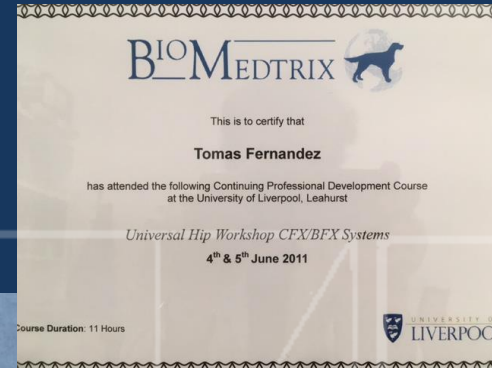 BIOMEDTRIX
This is to certify that
Tomas Fernandez
has attended the following Continuing Professional Development Course
at the University of Liverpool, Leahurst
Universal Hip Workshop CFX/BFX Systems
4th & 5th June 2011
Course Duration: 11 Hours
UNIVERSITY
LIVERPOO